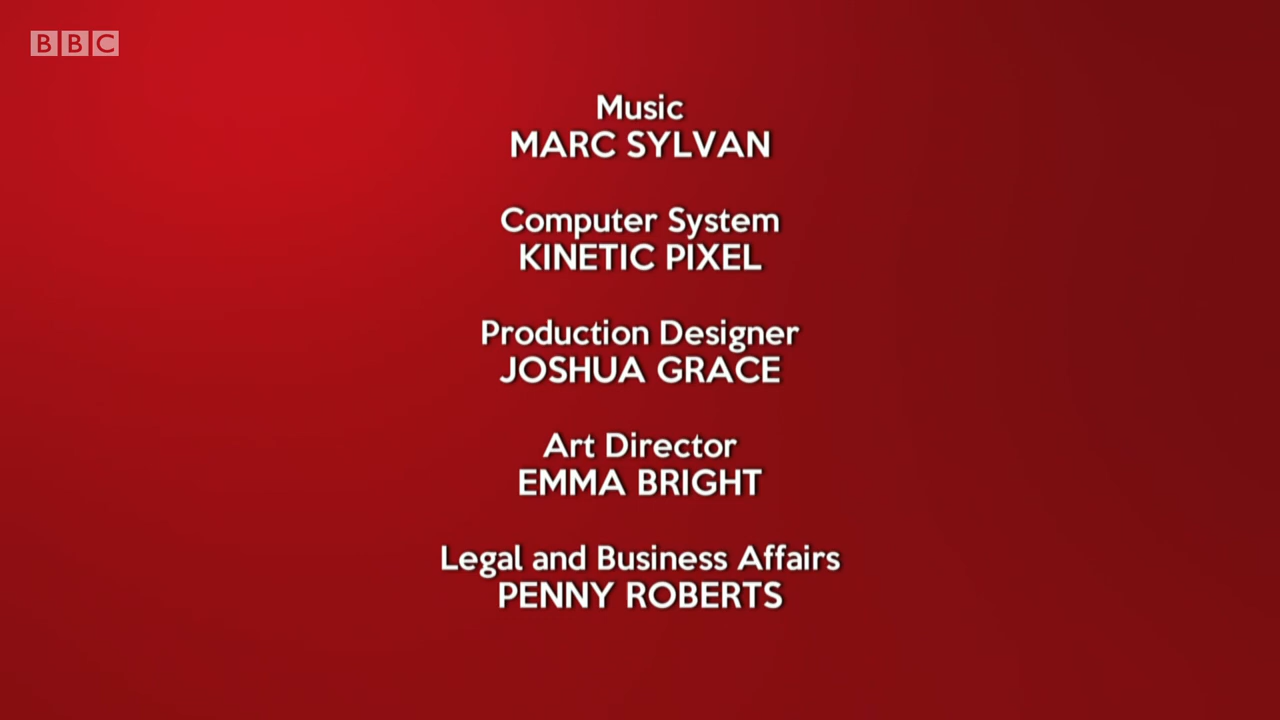 BBC
Music
MARC SYLVAN
Computer System
KINETIC PIXEL
Production Designer
JOSHUA GRACE
Art Director
EMMA BRIGHT
Legal and Business Affairs
PENNY ROBERTS